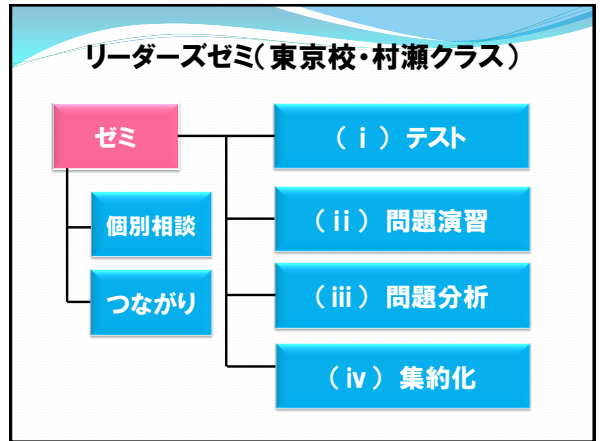 リーダーズゼミ(東京校・村瀬クラス)
ゼミ
(ⅰ)テスト
個別相談
(ⅱ)問題演習
つながり
(ⅲ)問題分析
(ⅳ)集約化